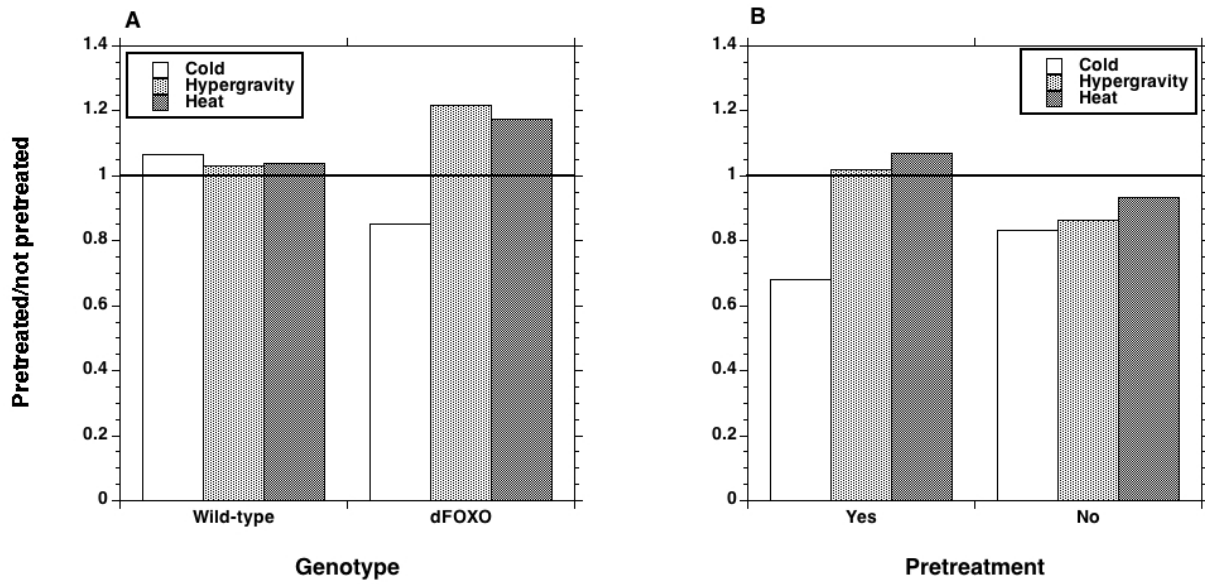 A
B
1.4
1.2
1
0.8
0.6
0.4
0.2
0
Cold
Hypergravity
Heat
Pretreated/not pretreated
Wild-type dFOXO
Genotype
1.4
1.2
1
0.8
0.6
0.4
0.2
0
Cold
Hypergravity
Heat
Yes No
Pretreatment